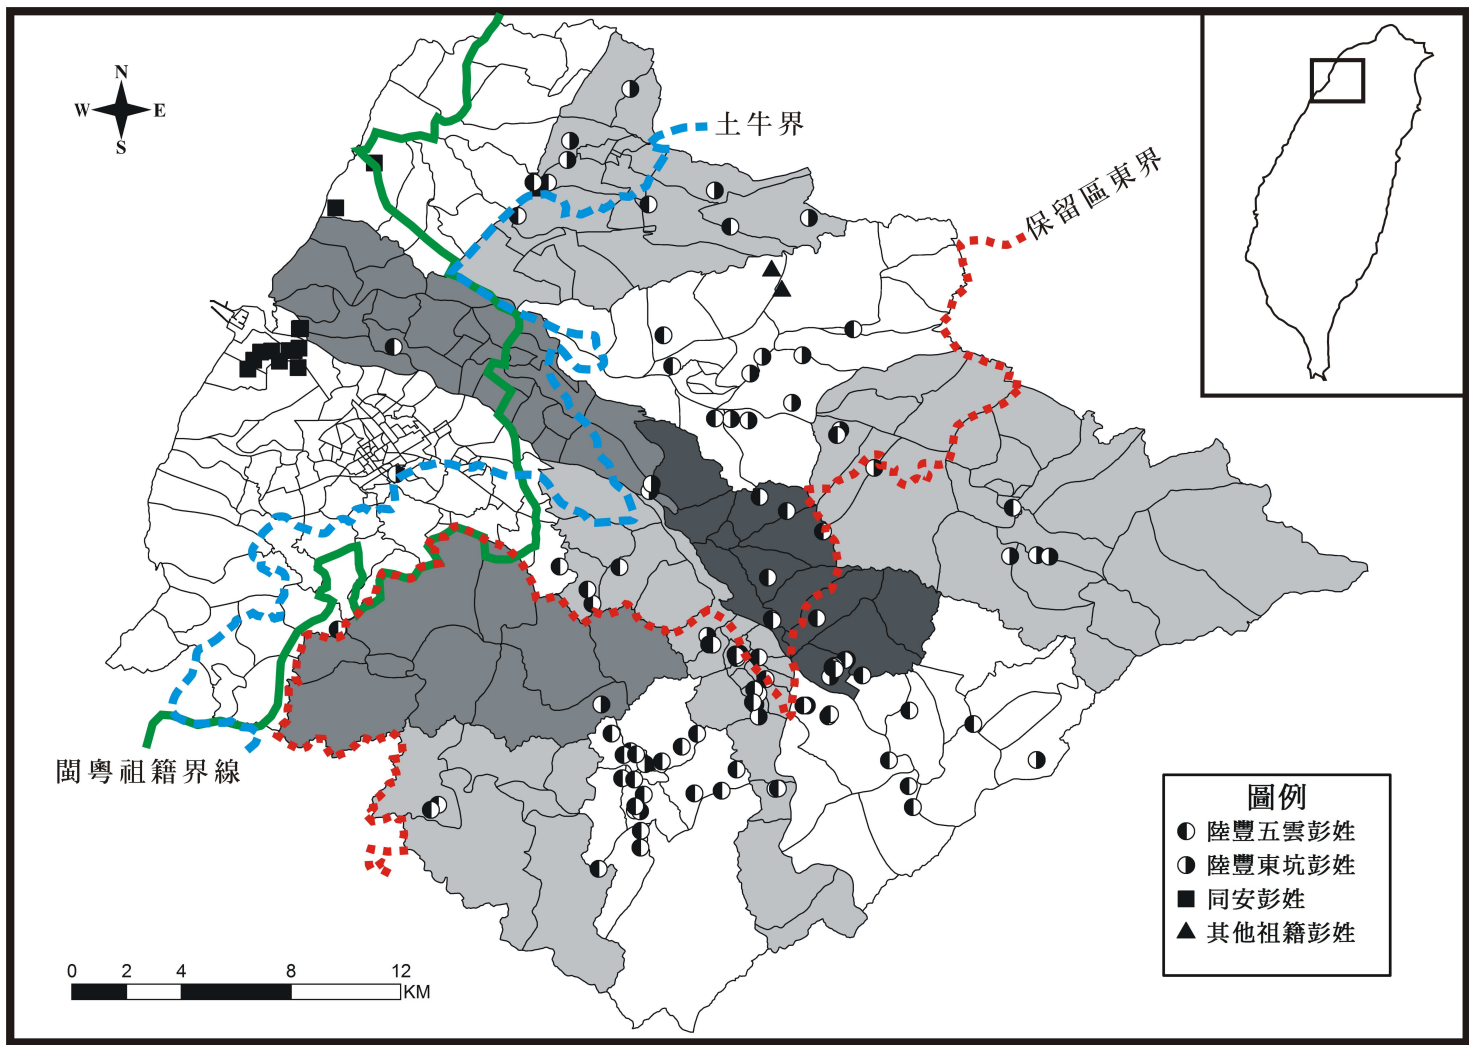 N
W E
S
土牛界
保留區東界
閩粵祖籍界線
圖例
陸豐五雲彭姓
陸豐東坑彭姓
同安彭姓
其他祖籍彭姓
0 2 4 8 12
KM